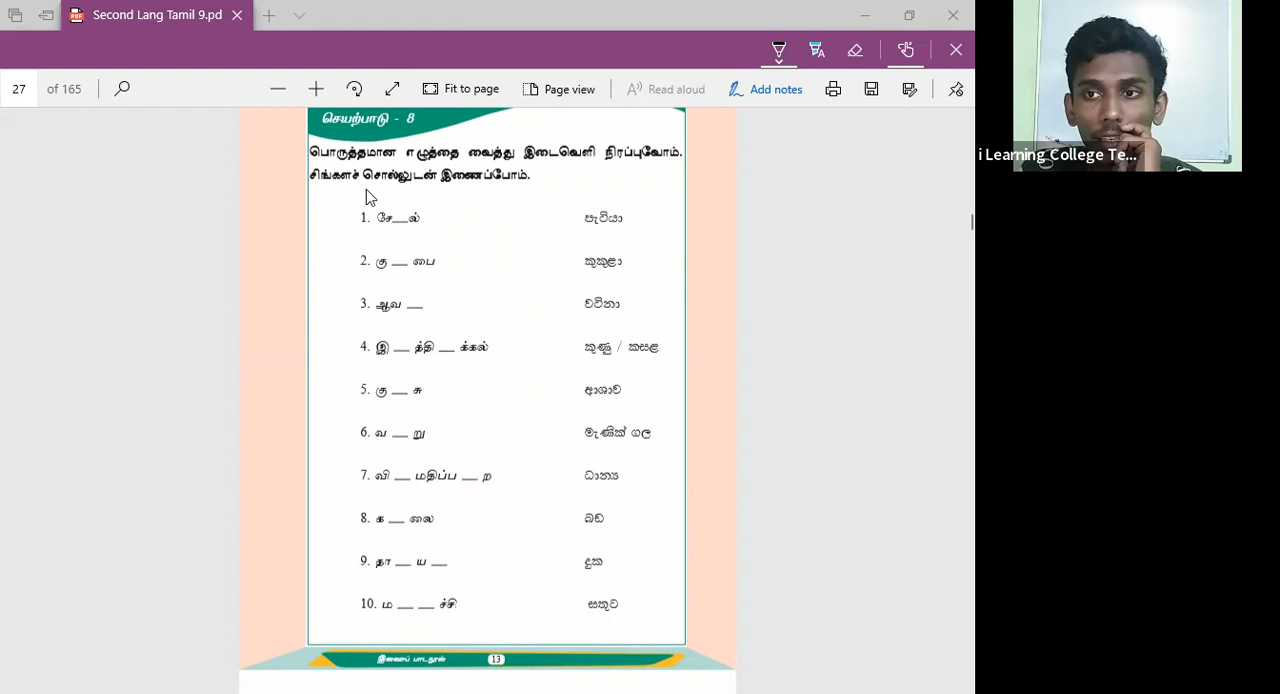 Second Lang Tamil 9.pd
27 of 165
Fit to page
Page view
Read aloud
Add notes
i Learning College Te...
செயற்பாடு - 8
பொருத்தமான எழுத்தை வைத்து இடைவெளி நிரப்புவோம்.
சிங்களச் சொல்லுடன் இணைப்போம்.
1. சே__ல் පැටියා
2. கு __ பை කුකුළා
3. ஆவ __ වටිනා
4. இ __ த்தி __ க்கல் කුණු / කසළ
5. கு __ சு ආශාව
6. வ __ று මැණික් ගල
7. வி __ மதிப்ப __ ற ධාන්‍ය
8. க __ லை බඩ
9. தா __ ய __ දුක
10. ம __ __ ச்சி සතුට
இசைப் பாடநூல் 13